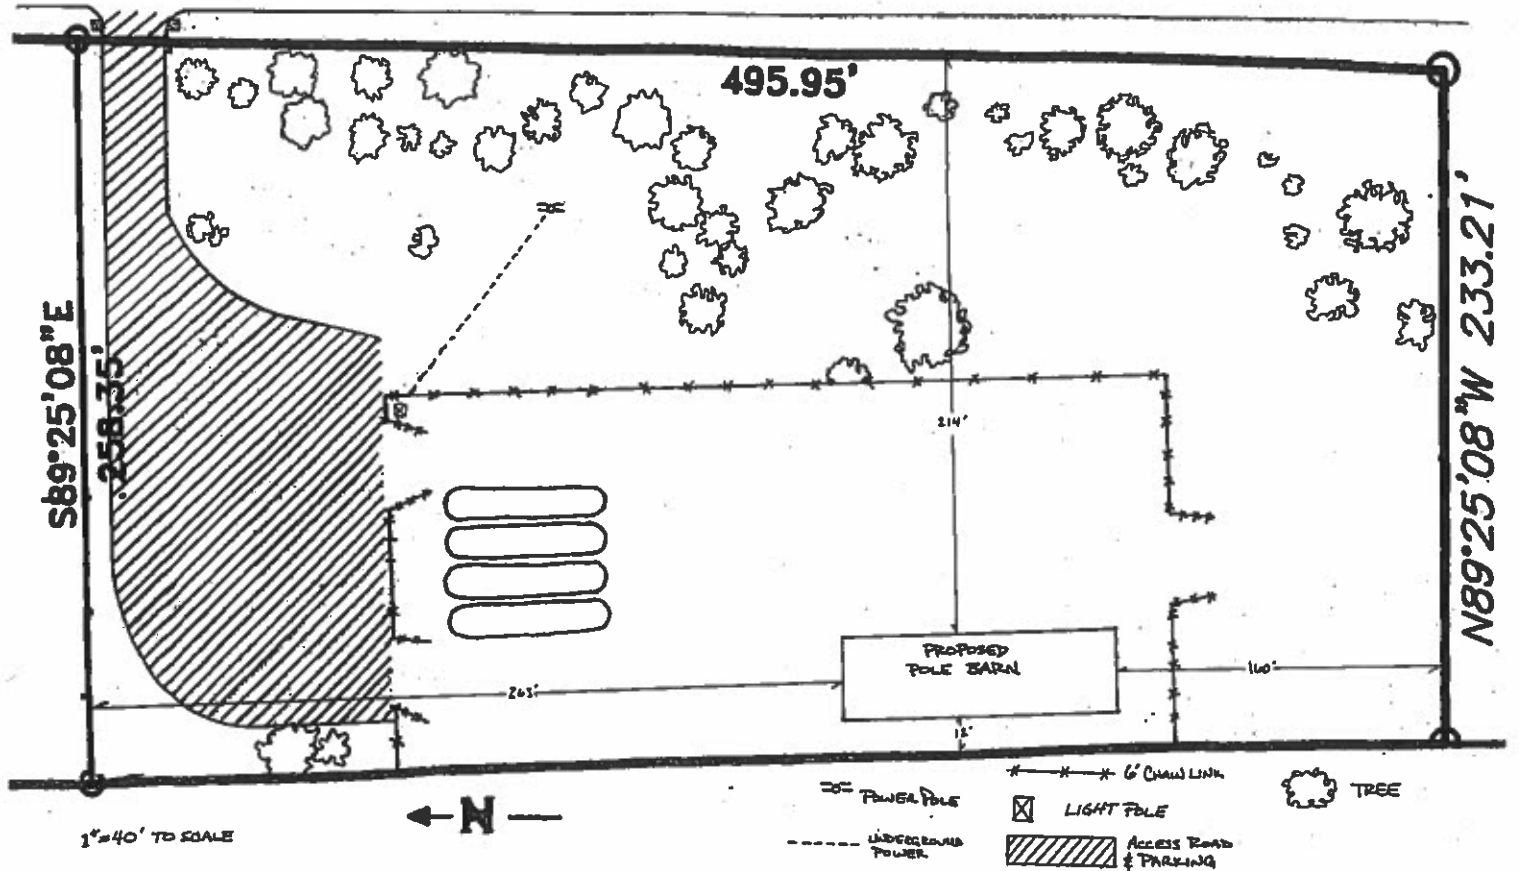 495.95'
S89°25'08"E
258.35'
N89°25'08"W 233.21'
214'
PROPOSED
POLE BARN
265'
160'
12'
N
1"=40' TO SCALE
POWER POLE
UNDERGROUND
POWER
6' CHAIN LINK
LIGHT POLE
ACCESS ROAD
& PARKING
TREE